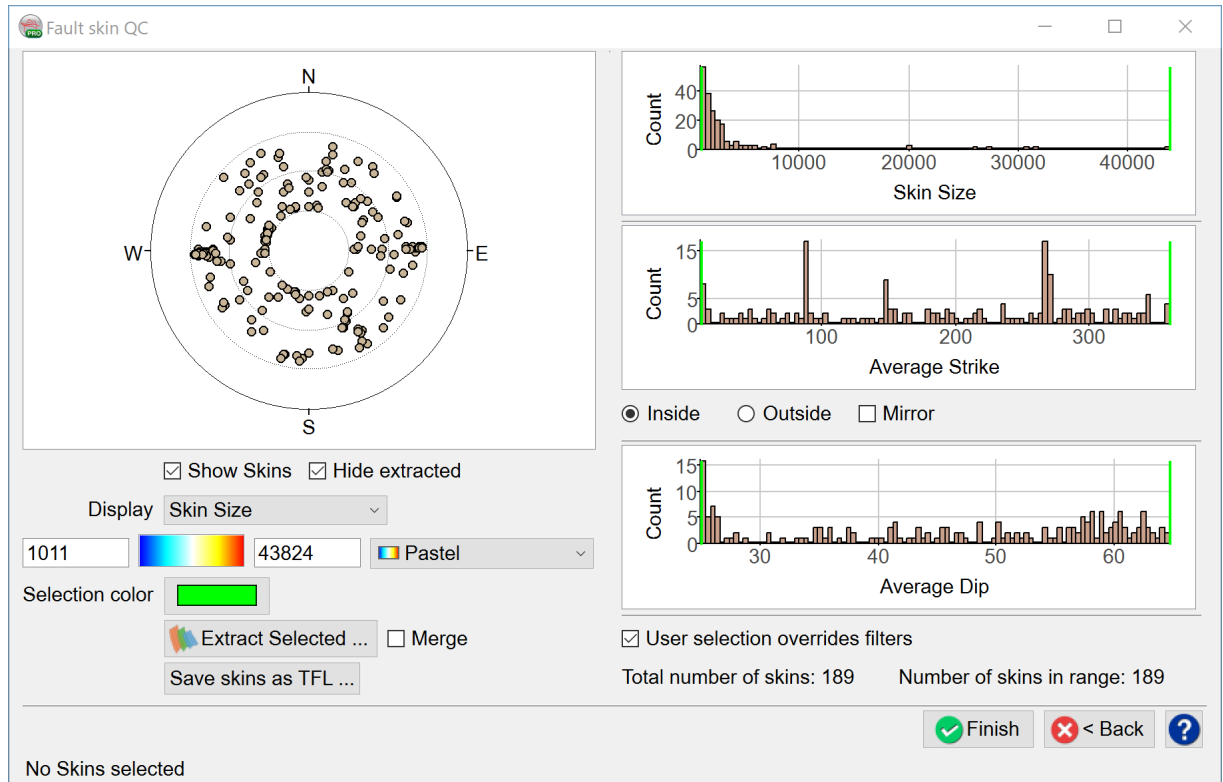 PRO Fault skin QC
N
W
E
S
Show Skins Hide extracted
Display Skin Size
1011 43824 Pastel
Selection color
Extract Selected ... Merge
Save skins as TFL ...
Count
40
20
0
10000 20000 30000 40000
Skin Size
Count
15
5
0
100 200 300
Average Strike
Inside Outside Mirror
Count
15
10
5
0
30 40 50 60
Average Dip
User selection overrides filters
Total number of skins: 189 Number of skins in range: 189
Finish < Back ?
No Skins selected